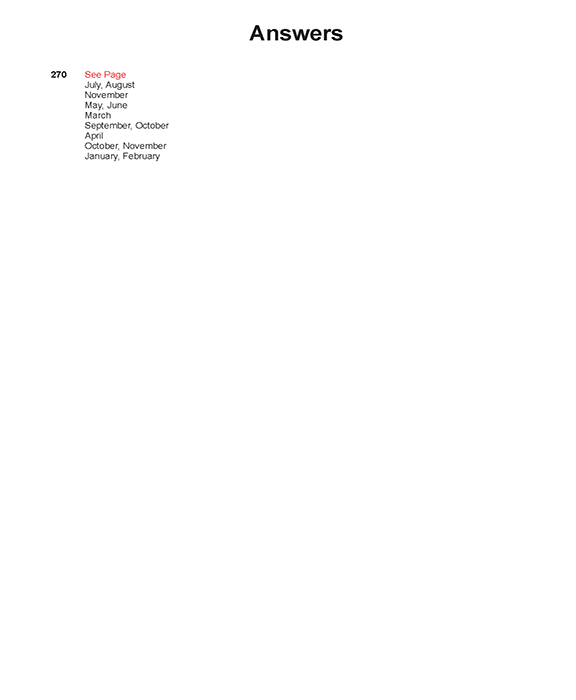 Answers
270 See Page
July, August
November
May, June
March
September, October
April
October, November
January, February